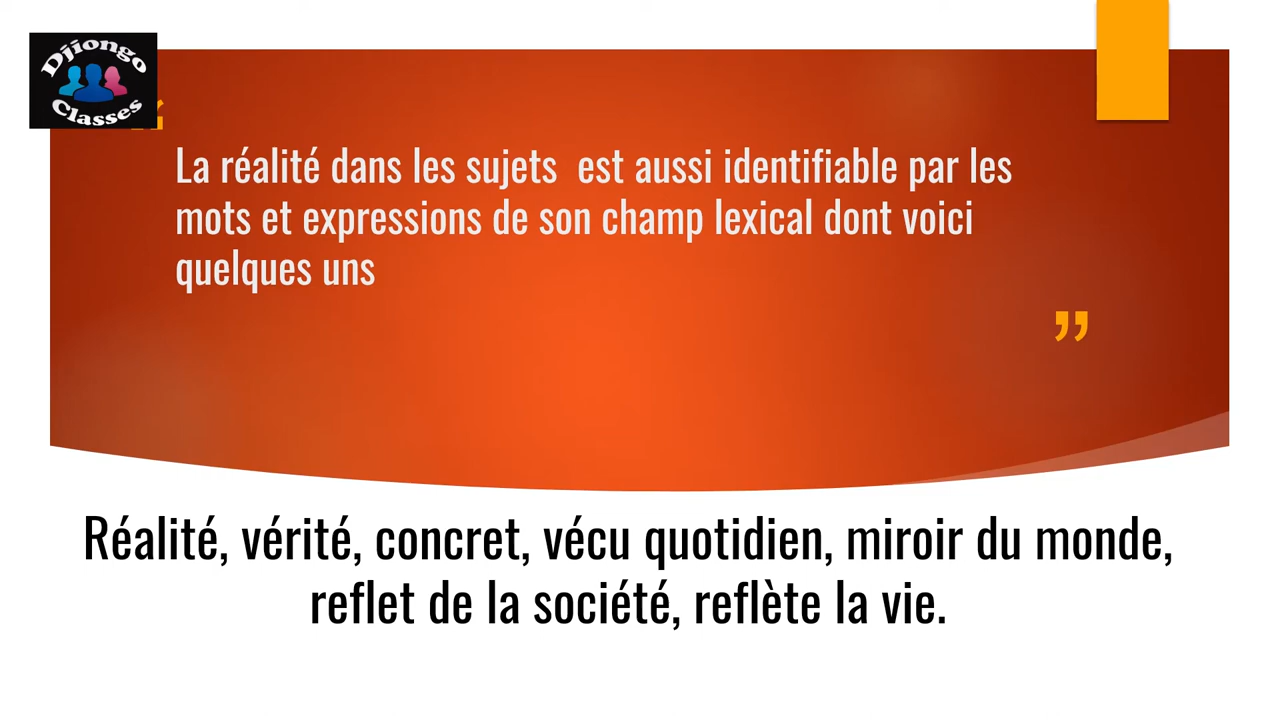 Djiongo
Classes
La réalité dans les sujets est aussi identifiable par les
mots et expressions de son champ lexical dont voici
quelques uns
”
Réalité, vérité, concret, vécu quotidien, miroir du monde,
reflet de la société, reflète la vie.